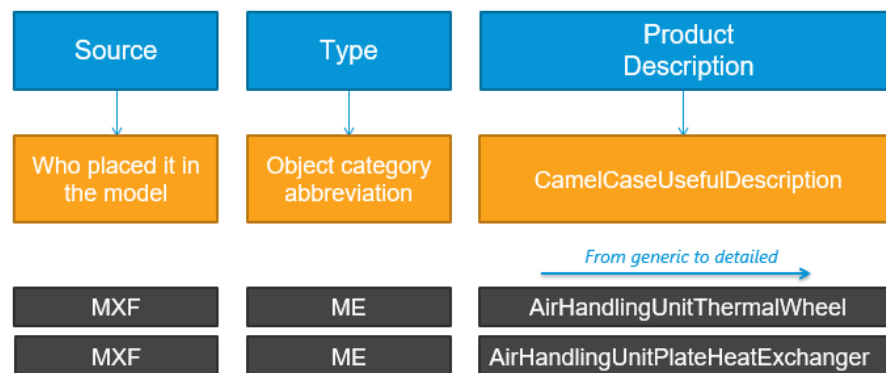 Source
Type
Product
Description
Who placed it in
the model
Object category
abbreviation
CamelCaseUsefulDescription
From generic to detailed
MXF
ME
AirHandlingUnitThermalWheel
MXF
ME
AirHandlingUnitPlateHeatExchanger